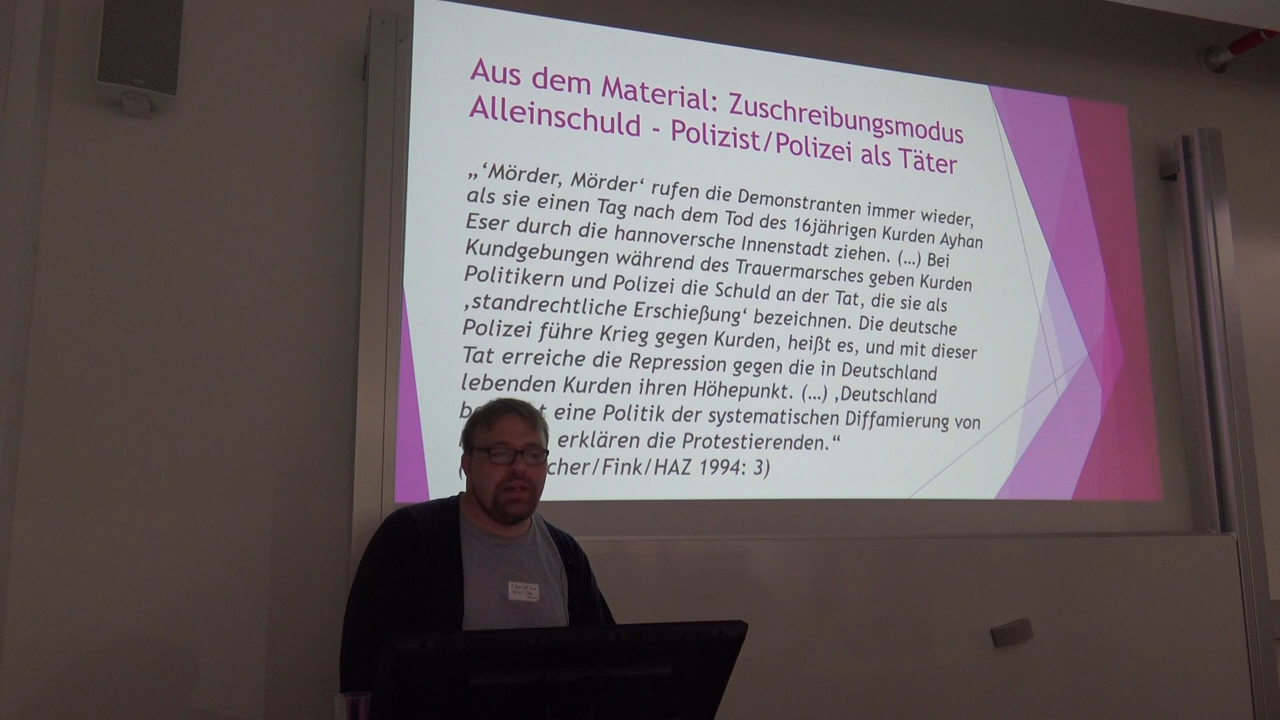 Aus dem Material: Zuschreibungsmodus
Alleinschuld - Polizist/Polizei als Täter
„‘Mörder, Mörder‘ rufen die Demonstranten immer wieder,
als sie einen Tag nach dem Tod des 16jährigen Kurden Ayhan
Eser durch die hannoversche Innenstadt ziehen. (…) Bei
Kundgebungen während des Trauermarsches geben Kurden
Politikern und Polizei die Schuld an der Tat, die sie als
‚standrechtliche Erschießung‘ bezeichnen. Die deutsche
Polizei führe Krieg gegen Kurden, heißt es, und mit dieser
Tat erreiche die Repression gegen die in Deutschland
lebenden Kurden ihren Höhepunkt. (…) ‚Deutschland
eine Politik der systematischen Diffamierung von
erklären die Protestierenden.“
cher/Fink/HAZ 1994: 3)